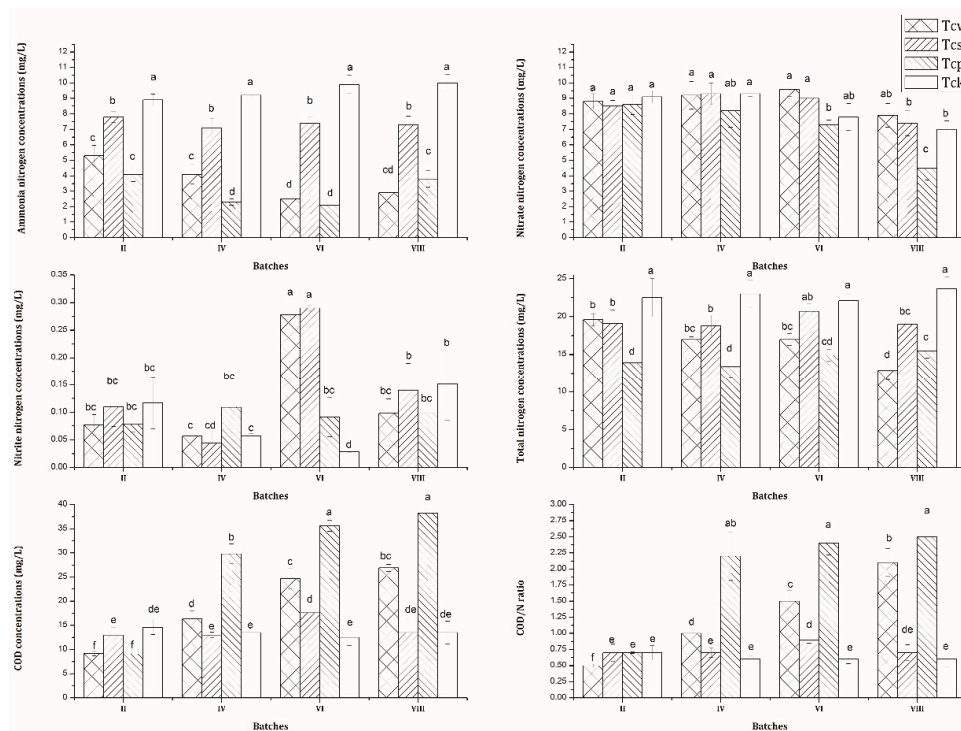 Tcs
Tcp
Tck
Ammonia nitrogen concentrations (mg/L)
12
11
10
9
8
7
6
5
4
3
2
1
0
c b c a
c b d a
d b d a
cd b c a
II IV VI VIII
Batches
Nitrate nitrogen concentrations (mg/L)
12
11
10
9
8
7
6
5
4
3
2
1
0
a a a a
a a ab a
a a b ab
ab b c b
II IV VI VIII
Batches
Nitrite nitrogen concentrations (mg/L)
0.35
0.30
0.25
0.20
0.15
0.10
0.05
0.00
bc bc bc bc
c cd bc c
a a bc d
bc b bc b
II IV VI VIII
Batches
Total nitrogen concentrations (mg/L)
25
20
15
10
5
0
b b d a
bc b d a
bc ab cd a
d bc c a
II IV VI VIII
Batches
COD concentrations (mg/L)
40
35
30
25
20
15
10
5
0
f e f de
e e b e
c d a e
bc de a de
II IV VI VIII
Batches
COD/N ratio
3.00
2.75
2.50
2.25
2.00
1.75
1.50
1.25
1.00
0.75
0.50
0.25
0.00
f e e e
d e ab e
c d a e
b de a e
II IV VI VIII
Batches